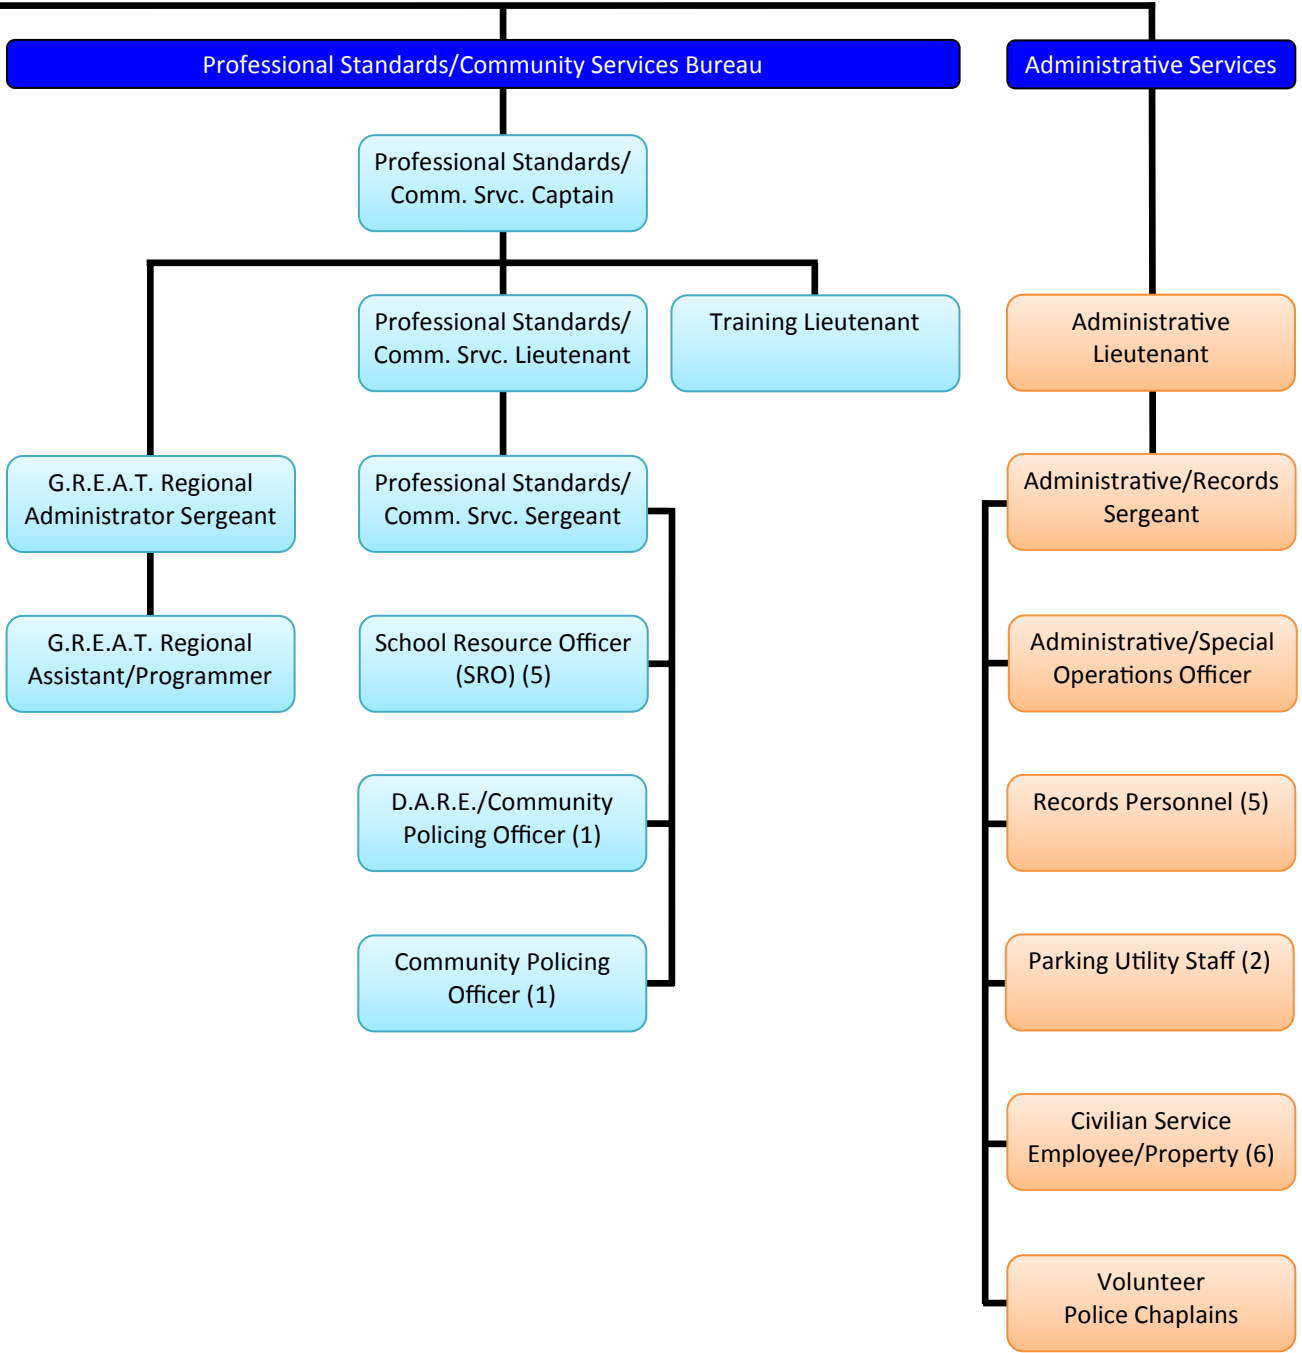 Professional Standards/Community Services Bureau
Administrative Services
Professional Standards/
Comm. Srvc. Captain
Professional Standards/
Comm. Srvc. Lieutenant
Training Lieutenant
Administrative
Lieutenant
G.R.E.A.T. Regional
Administrator Sergeant
Professional Standards/
Comm. Srvc. Sergeant
Administrative/Records
Sergeant
G.R.E.A.T. Regional
Assistant/Programmer
School Resource Officer
(SRO) (5)
Administrative/Special
Operations Officer
D.A.R.E./Community
Policing Officer (1)
Records Personnel (5)
Community Policing
Officer (1)
Parking Utility Staff (2)
Civilian Service
Employee/Property (6)
Volunteer
Police Chaplains